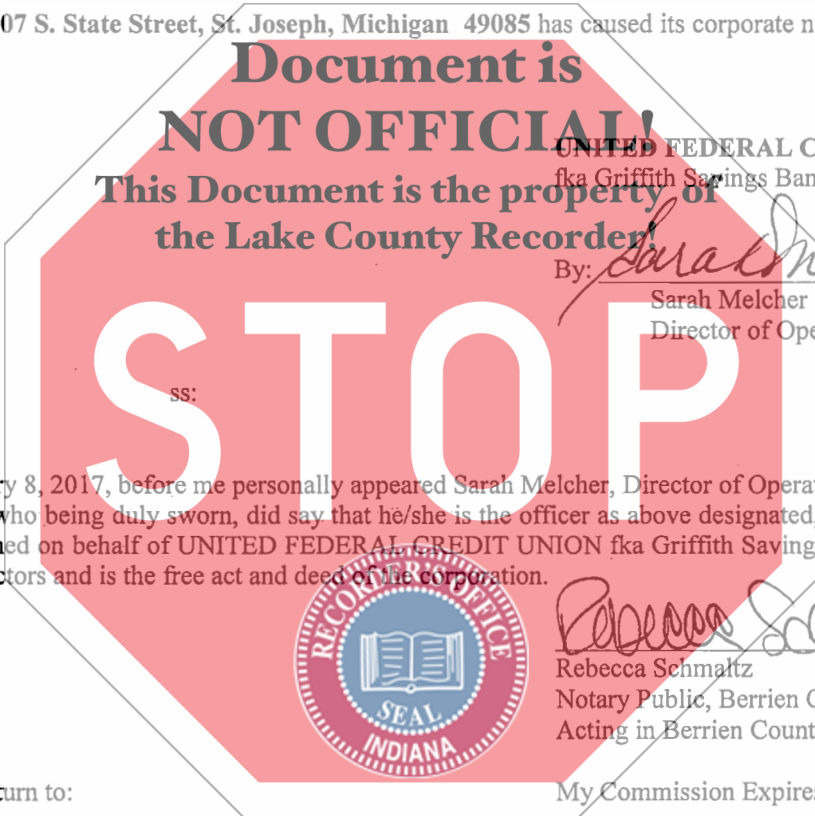 07 S. State Street, St. Joseph, Michigan 49085 has caused its corporate n
Document is
NOT OFFICIAL!
This Document is the property of
the Lake County Recorder!
UNITED FEDERAL C
fka Griffith Savings Ban
By:
Sarah Melcher
Director of Ope
STOP
ss:
y 8, 2017, before me personally appeared Sarah Melcher, Director of Opera
who being duly sworn, did say that he/she is the officer as above designated,
ed on behalf of UNITED FEDERAL CREDIT UNION fka Griffith Saving
ctors and is the free act and deed of the corporation.
RECORDER'S OFFICE
SEAL
INDIANA
Rebecca Schmaltz
Notary Public, Berrien C
Acting in Berrien Count
urn to:
My Commission Expires